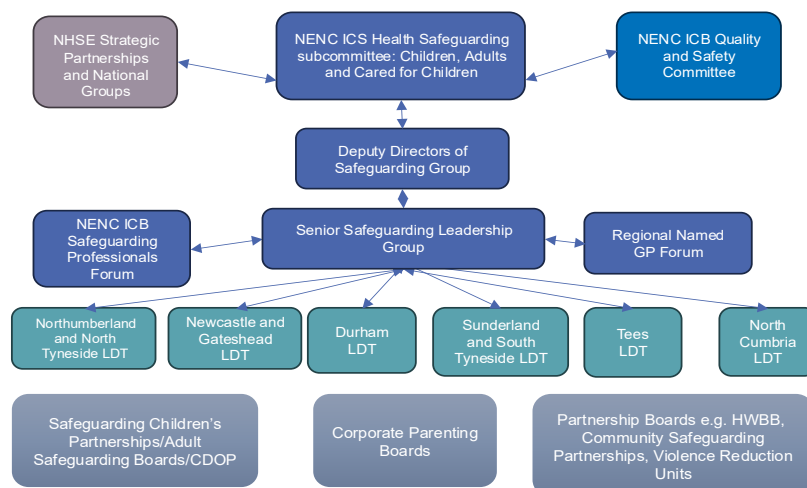 NHSE Strategic
Partnerships
and National
Groups
NENC ICS Health Safeguarding
subcommittee: Children, Adults
and Cared for Children
NENC ICB Quality
and Safety
Committee
Deputy Directors of
Safeguarding Group
NENC ICB
Safeguarding
Professionals
Forum
Senior Safeguarding Leadership
Group
Regional Named
GP Forum
Northumberland
and North
Tyneside LDT
Newcastle and
Gateshead
LDT
Durham
LDT
Sunderland
and South
Tyneside LDT
Tees
LDT
North
Cumbria
LDT
Safeguarding Children’s
Partnerships/Adult
Safeguarding Boards/CDOP
Corporate Parenting
Boards
Partnership Boards e.g. HWBB,
Community Safeguarding
Partnerships, Violence Reduction
Units